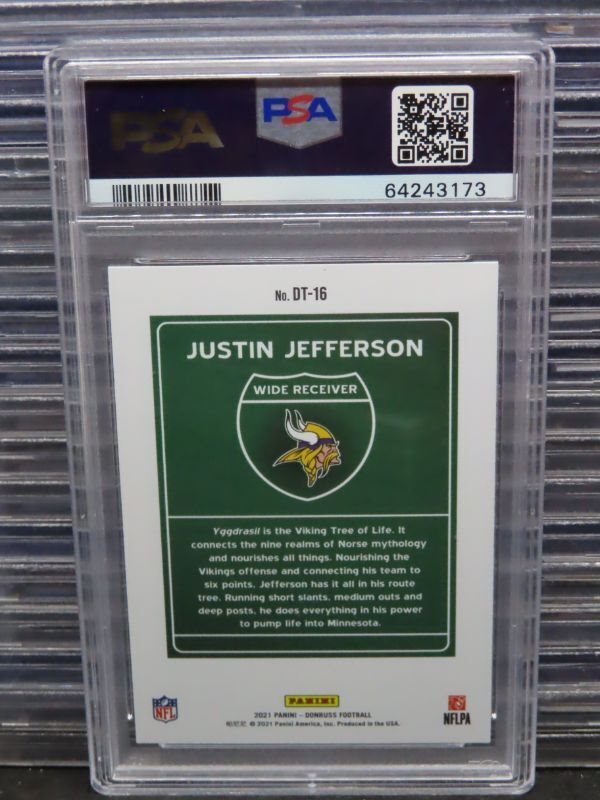 PSA
PSA
64243173
No. DT-16
JUSTIN JEFFERSON
WIDE RECEIVER
Yggdrasil is the Viking Tree of Life. It
connects the nine realms of Norse mythology
and nourishes all things. Nourishing the
Vikings offense and connecting his team to
six points, Jefferson has it all in his route
tree. Running short slants, medium outs and
deep posts, he does everything in his power
to pump life into Minnesota.
NFL
PANINI
NFLPA
2021 PANINI - DONRUSS FOOTBALL
帕尼尼 © 2021 Panini America, Inc. Produced in the USA.